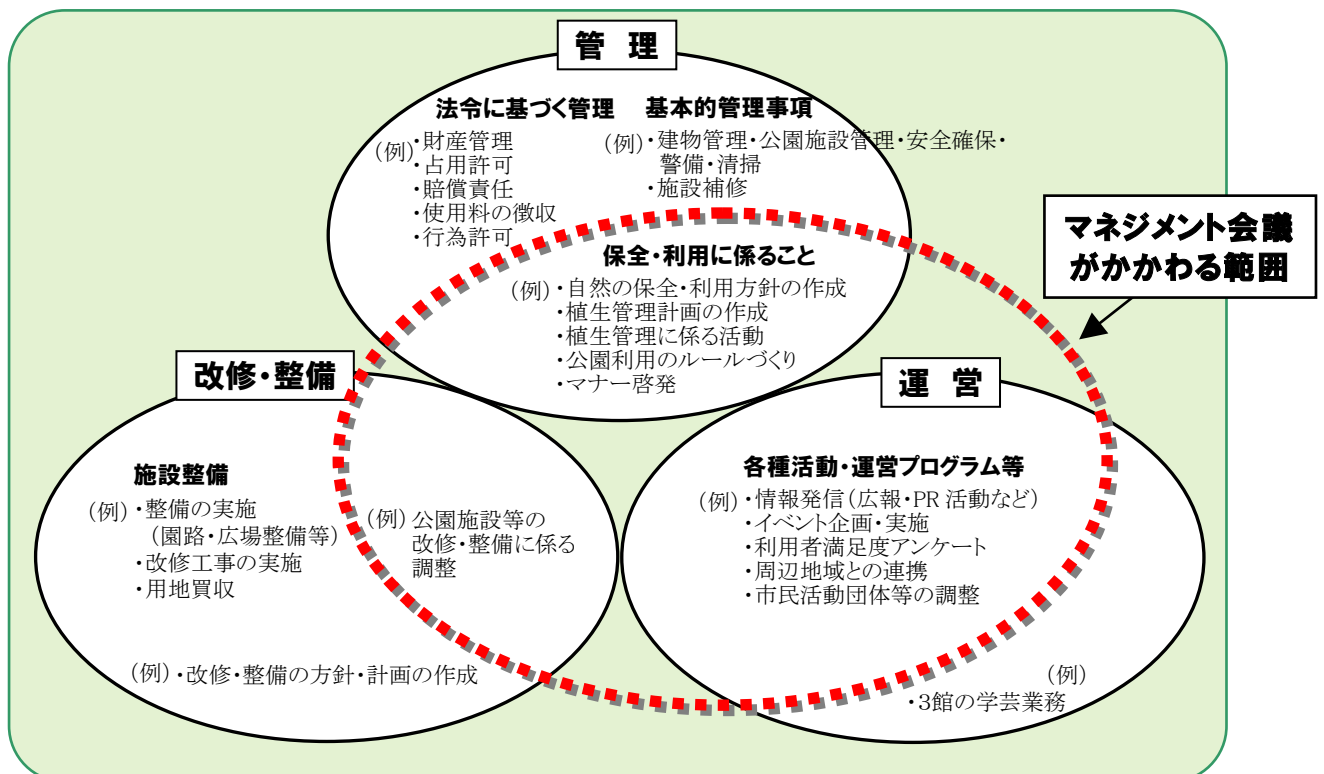 管 理
法令に基づく管理
(例)・財産管理
・占用許可
・賠償責任
・使用料の徴収
・行為許可
基本的管理事項
(例)・建物管理・公園施設管理・安全確保・
警備・清掃
・施設補修
マネジメント会議
がかかわる範囲
保全・利用に係ること
(例)・自然の保全・利用方針の作成
・植生管理計画の作成
・植生管理に係る活動
・公園利用のルールづくり
・マナー啓発
改修・整備
施設整備
(例)・整備の実施
(園路・広場整備等)
・改修工事の実施
・用地買収
(例)公園施設等の
改修・整備に係る
調整
(例)・改修・整備の方針・計画の作成
運 営
各種活動・運営プログラム等
(例)・情報発信(広報・PR 活動など)
・イベント企画・実施
・利用者満足度アンケート
・周辺地域との連携
・市民活動団体等の調整
(例)
・3館の学芸業務